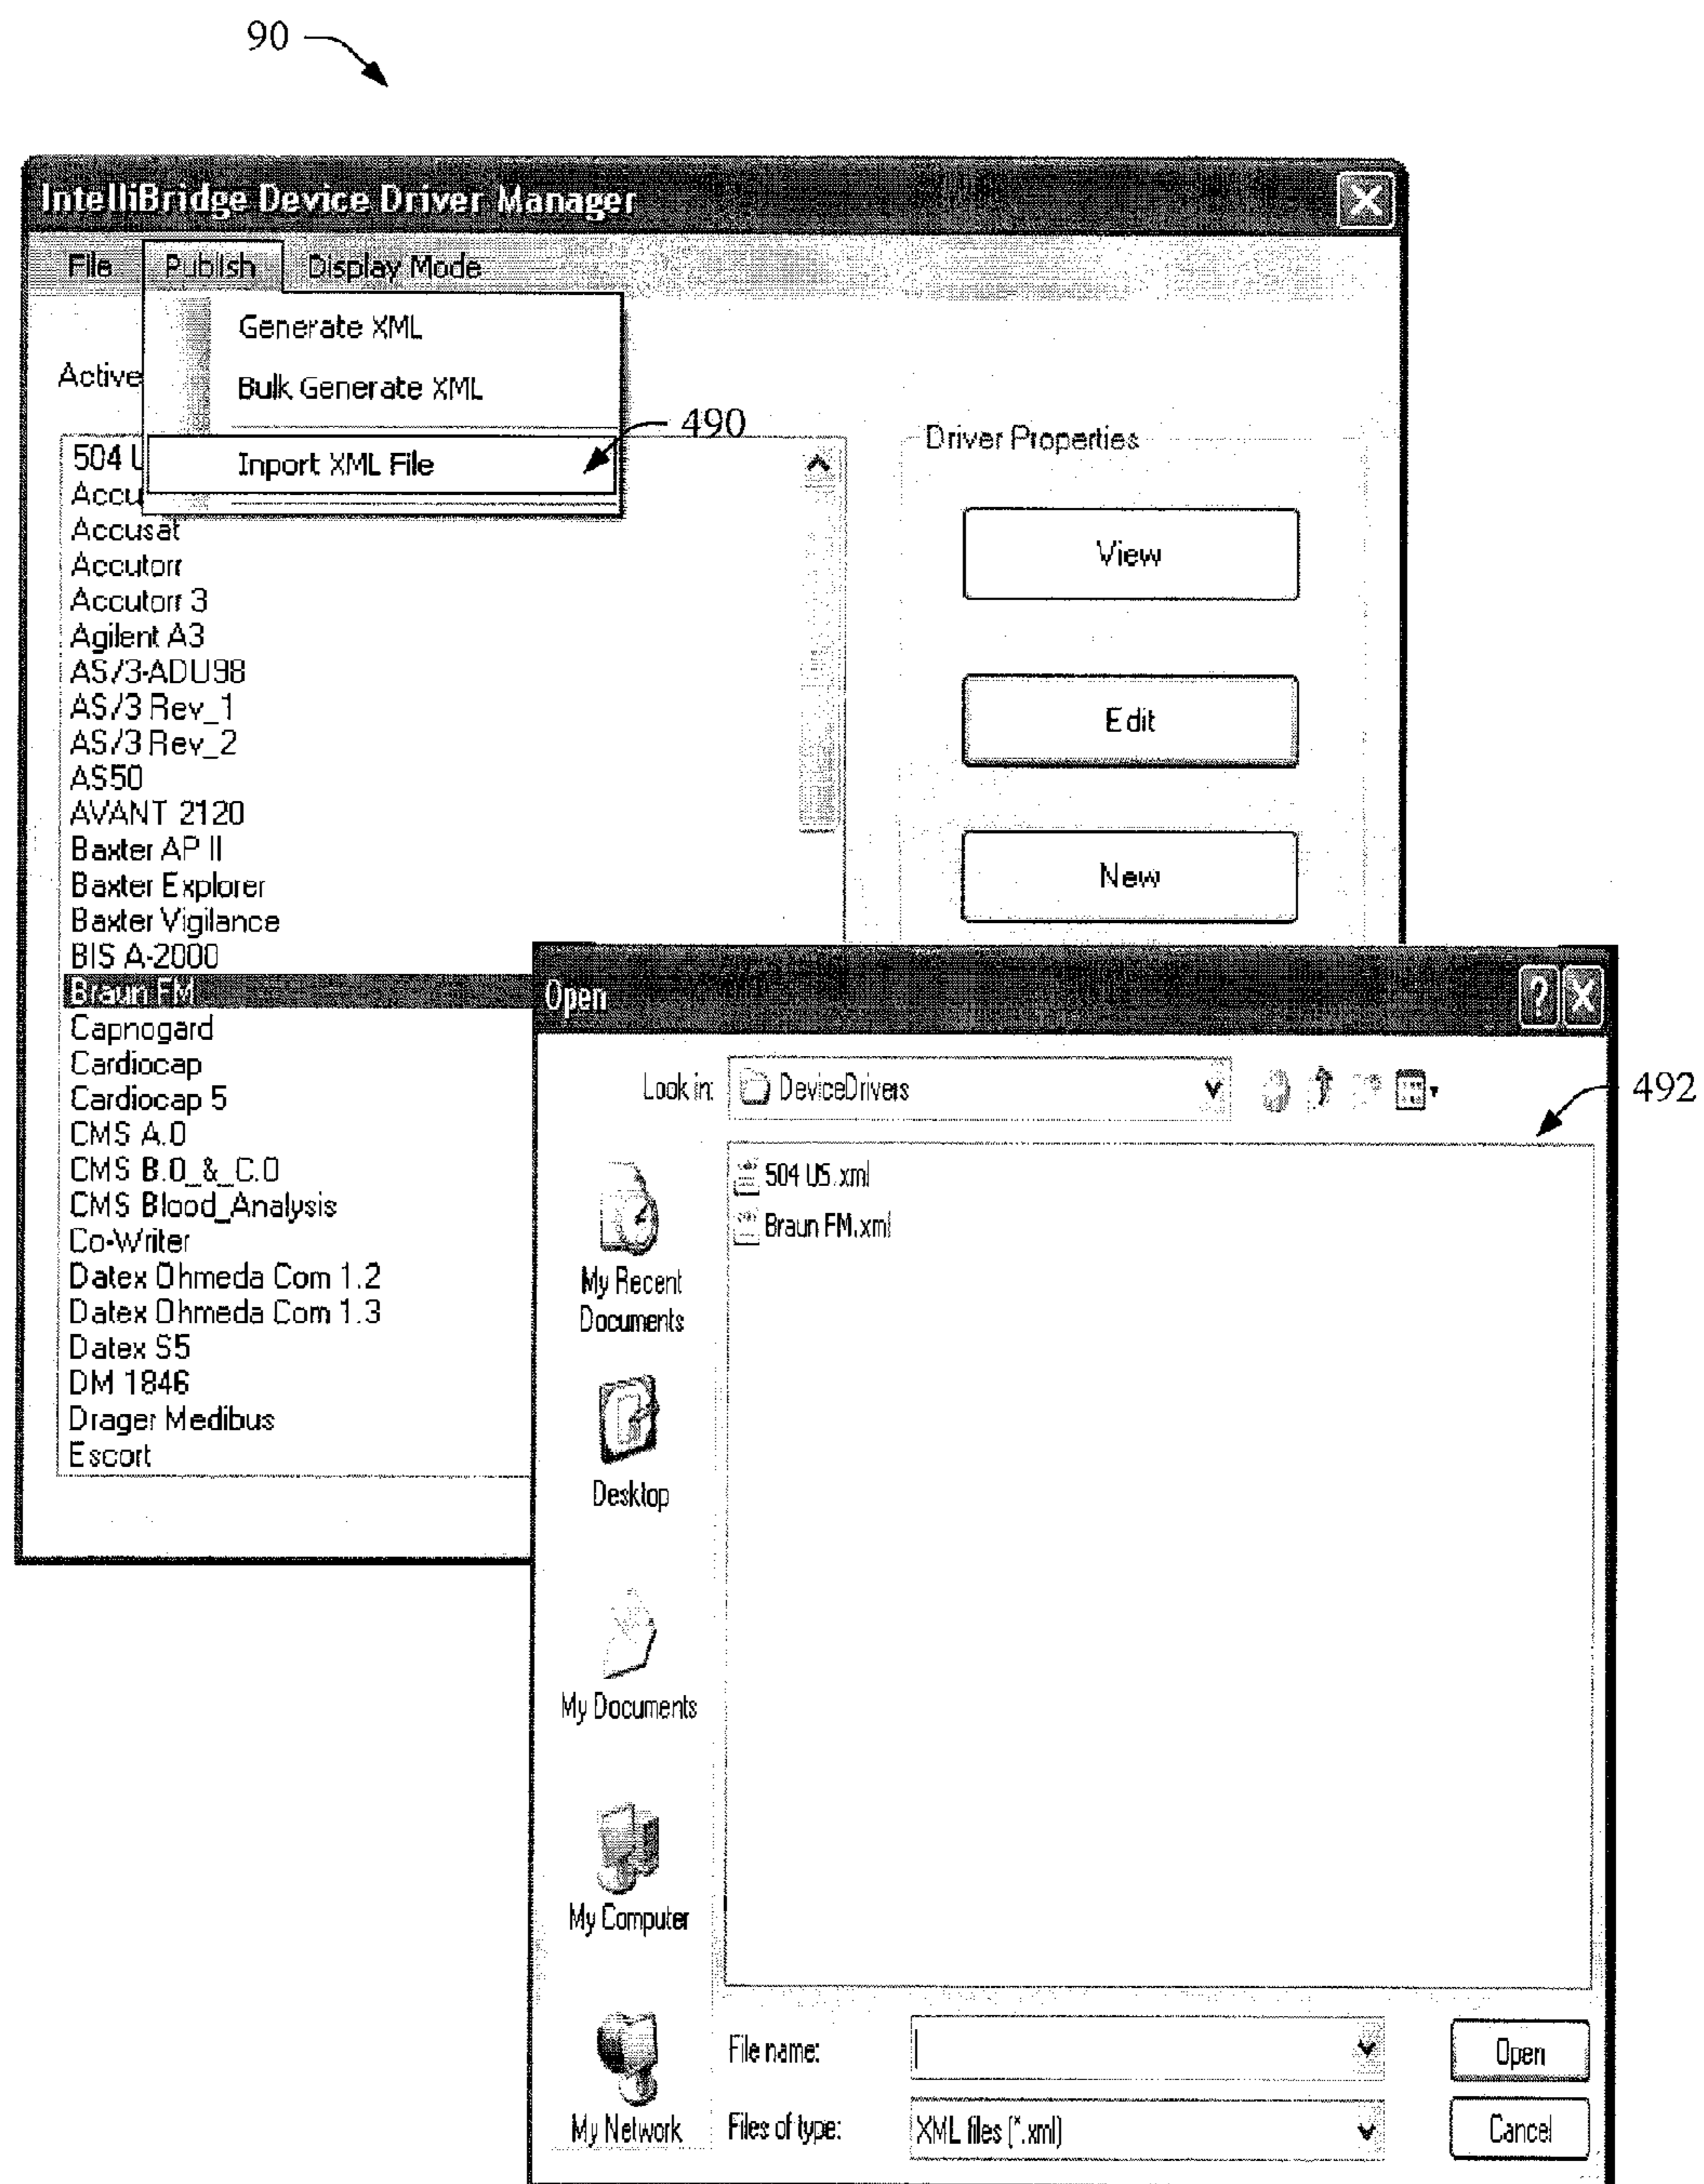 90
IntelliBridge Device Driver Manager
File Publish Display Mode
Generate XML
Active
Bulk Generate XML
490
Inport XML File
504 U
Accu
Accusat
Accutorr
Accutorr 3
Agilent A3
AS/3-ADU98
AS/3 Rev_1
AS/3 Rev_2
AS50
AVANT 2120
Baxter AP II
Baxter Explorer
Baxter Vigilance
BIS A-2000
Braun FM
Capnogard
Cardiocap
Cardiocap 5
CMS A.0
CMS B.0_&_C.0
CMS Blood_Analysis
Co-Writer
Datex Ohmeda Com 1.2
Datex Ohmeda Com 1.3
Datex S5
DM 1846
Drager Medibus
Escort
Driver Properties
View
Edit
New
Open
Look in: DeviceDrivers
492
504 US.xml
Braun FM.xml
My Recent
Documents
Desktop
My Documents
My Computer
My Network
File name:
Open
Files of type: XML files (*.xml)
Cancel